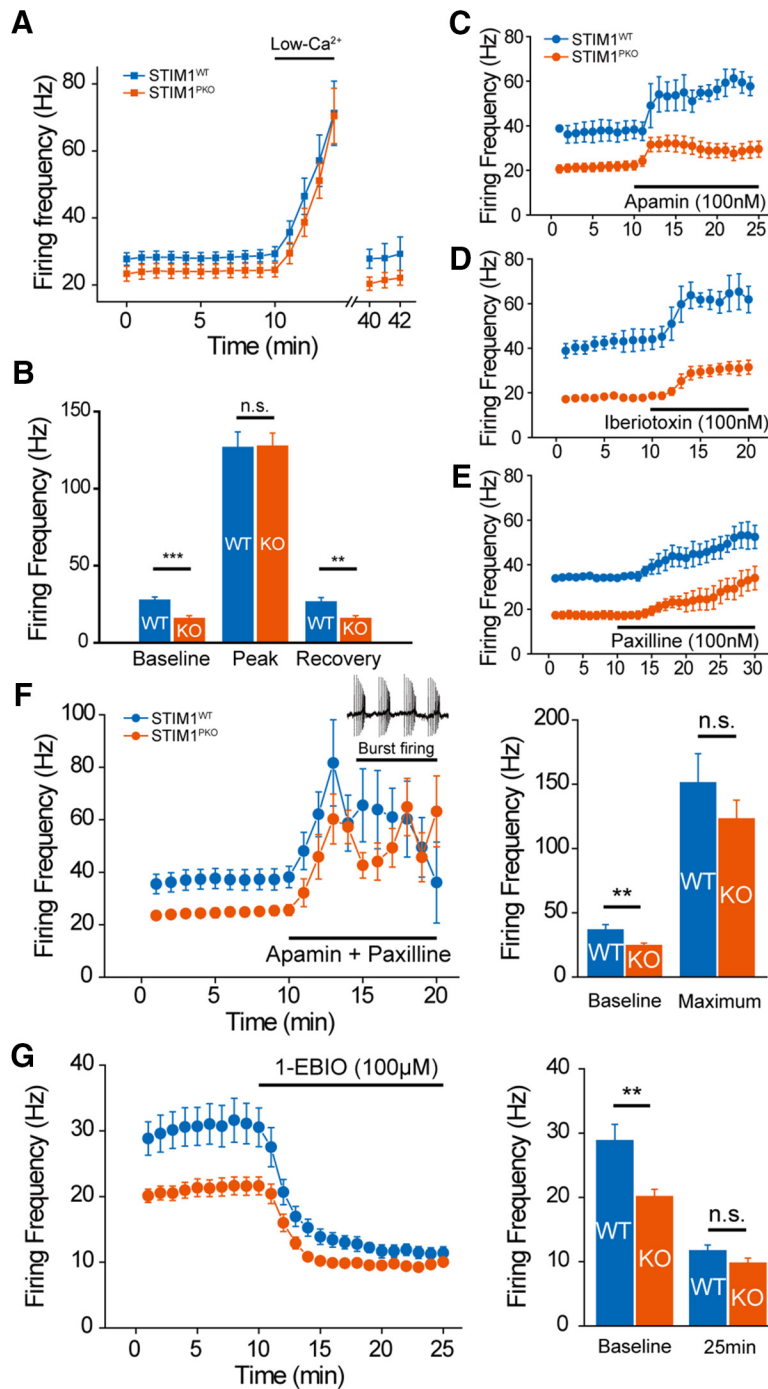 A
Low-Ca²⁺
STIM1ᵂᵀ
STIM1ᴾᴷᴼ
Firing frequency (Hz)
80
60
40
20
0 5 10 40 42
Time (min)
B
Firing Frequency (Hz)
150
100
50
0
n.s.
***
**
WT KO WT KO WT KO
Baseline Peak Recovery
C
STIM1ᵂᵀ
STIM1ᴾᴷᴼ
Firing Frequency (Hz)
80
60
40
20
0
Apamin (100nM)
0 5 10 15 20 25
D
Firing Frequency (Hz)
80
60
40
20
0
Iberiotoxin (100nM)
0 5 10 15 20
E
Firing Frequency (Hz)
80
60
40
20
0
Paxilline (100nM)
0 5 10 15 20 25 30
F
STIM1ᵂᵀ
STIM1ᴾᴷᴼ
Burst firing
Firing Frequency (Hz)
100
80
60
40
20
0
Apamin + Paxilline
0 5 10 15 20
Time (min)
Firing Frequency (Hz)
200
150
100
50
0
n.s.
**
WT KO WT KO
Baseline Maximum
G
1-EBIO (100μM)
Firing Frequency (Hz)
40
30
20
10
0
0 5 10 15 20 25
Time (min)
Firing Frequency (Hz)
40
30
20
10
0
**
n.s.
WT KO WT KO
Baseline 25min